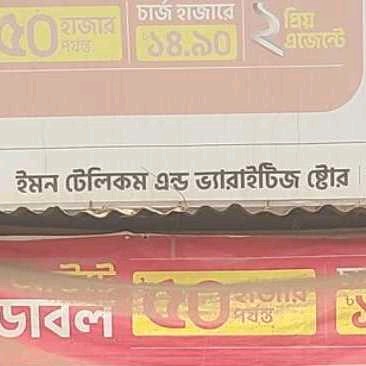 চার্জ হাজারে
৫০ হাজার পর্যন্ত
৳১৪.৯০
২ প্রিয় এজেন্টে
ইমন টেলিকম এন্ড ভ্যারাইটিজ ষ্টোর
ডাবল ৫০ হাজার পর্যন্ত